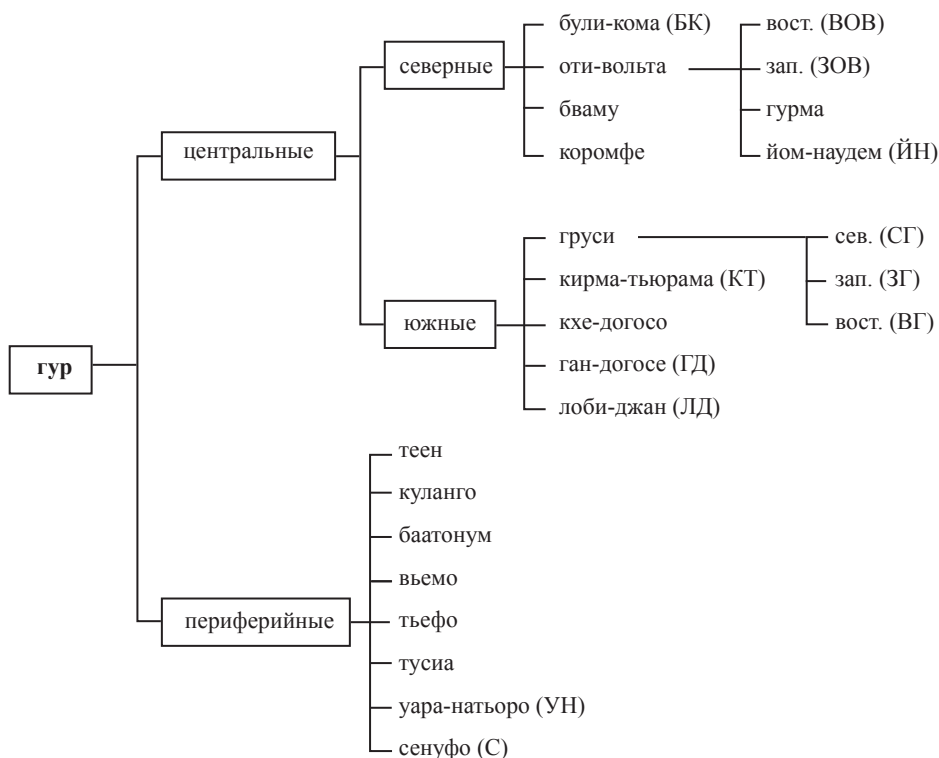 були-кома (БК) вост. (ВОВ)
северные оти-вольта зап. (ЗОВ)
бваму гурма
центральные
коромфе йом-наудем (ЙН)
груси сев. (СГ)
кирма-тьюрама (КТ) зап. (ЗГ)
южные кхе-догосо вост. (ВГ)
гур
ган-догосе (ГД)
лоби-джан (ЛД)
теен
куланго
баатонум
вьемо
периферийные тьефо
тусиа
уара-натьоро (УН)
сенуфо (С)